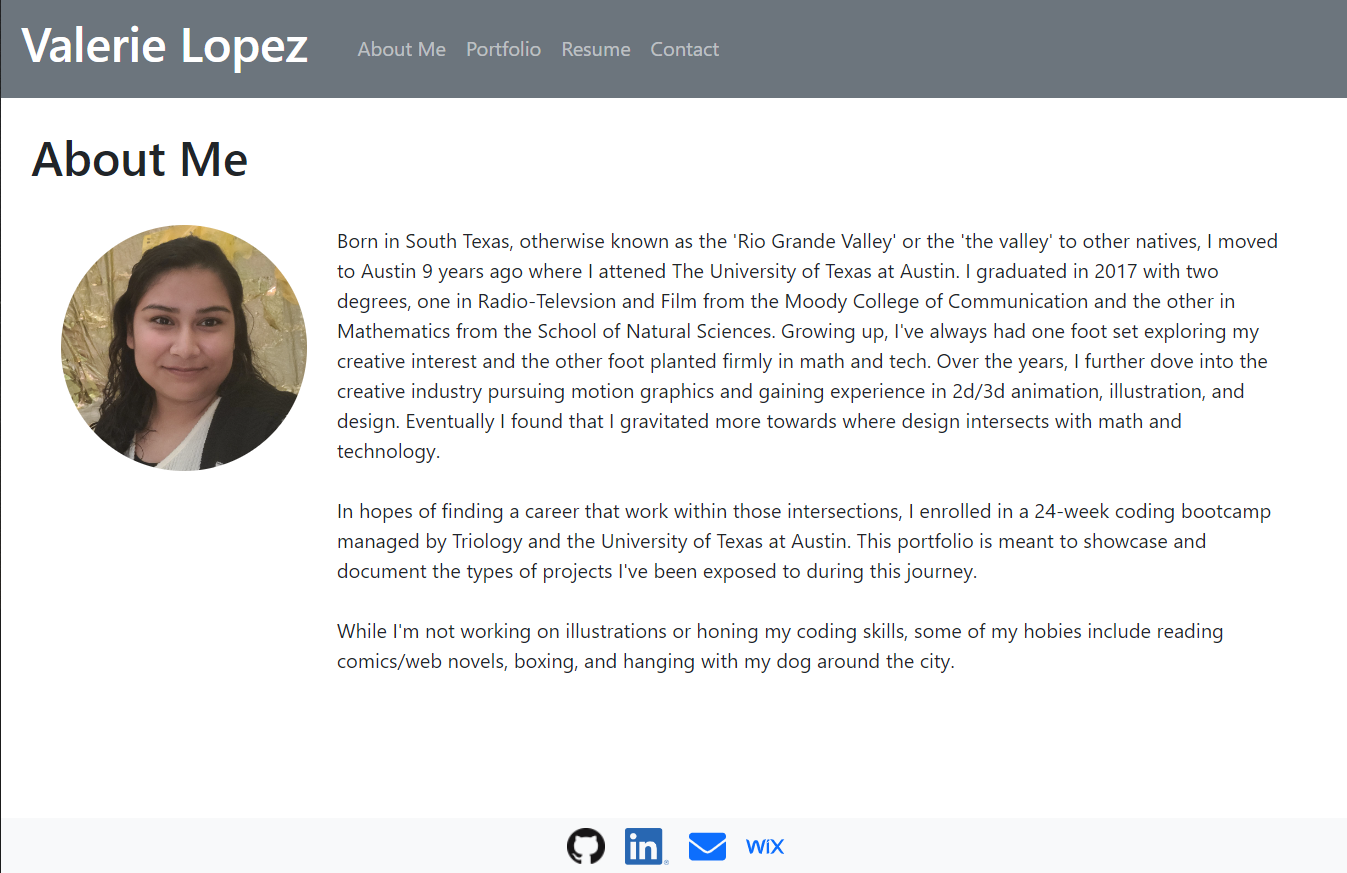 Valerie Lopez
About Me Portfolio Resume Contact
About Me
Born in South Texas, otherwise known as the 'Rio Grande Valley' or the 'the valley' to other natives, I moved
to Austin 9 years ago where I attened The University of Texas at Austin. I graduated in 2017 with two
degrees, one in Radio-Televsion and Film from the Moody College of Communication and the other in
Mathematics from the School of Natural Sciences. Growing up, I've always had one foot set exploring my
creative interest and the other foot planted firmly in math and tech. Over the years, I further dove into the
creative industry pursuing motion graphics and gaining experience in 2d/3d animation, illustration, and
design. Eventually I found that I gravitated more towards where design intersects with math and
technology.
In hopes of finding a career that work within those intersections, I enrolled in a 24-week coding bootcamp
managed by Triology and the University of Texas at Austin. This portfolio is meant to showcase and
document the types of projects I've been exposed to during this journey.
While I'm not working on illustrations or honing my coding skills, some of my hobies include reading
comics/web novels, boxing, and hanging with my dog around the city.
in ®
WiX